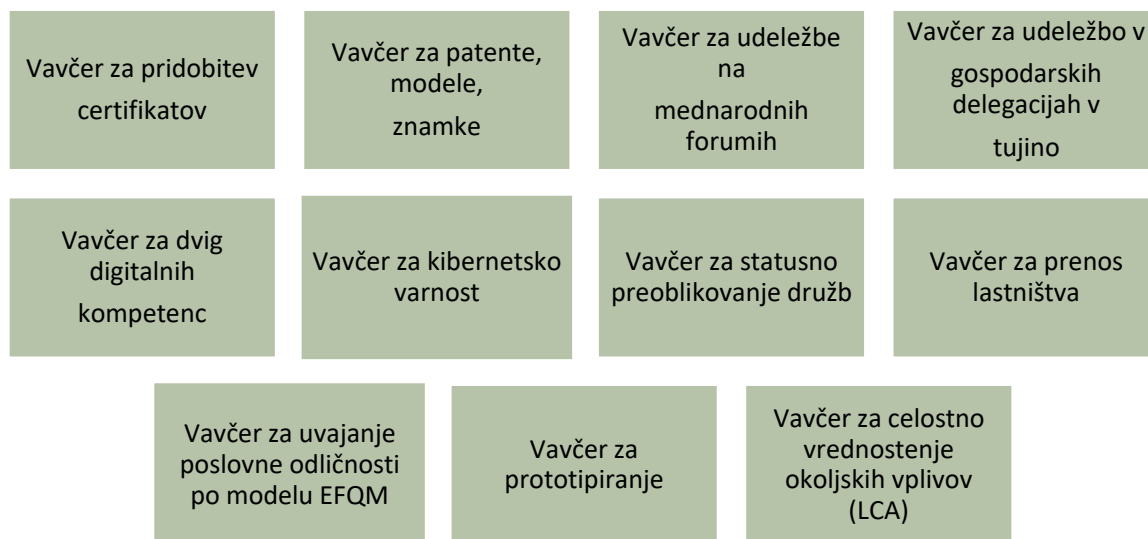 Vavčer za pridobitev
certifikatov
Vavčer za patente,
modele,
znamke
Vavčer za udeležbe
na
mednarodnih
forumih
Vavčer za udeležbo v
gospodarskih
delegacijah v
tujino
Vavčer za dvig
digitalnih
kompetenc
Vavčer za kibernetsko
varnost
Vavčer za statusno
preoblikovanje družb
Vavčer za prenos
lastništva
Vavčer za uvajanje
poslovne odličnosti
po modelu EFQM
Vavčer za
prototipiranje
Vavčer za celostno
vrednostenje
okoljskih vplivov
(LCA)